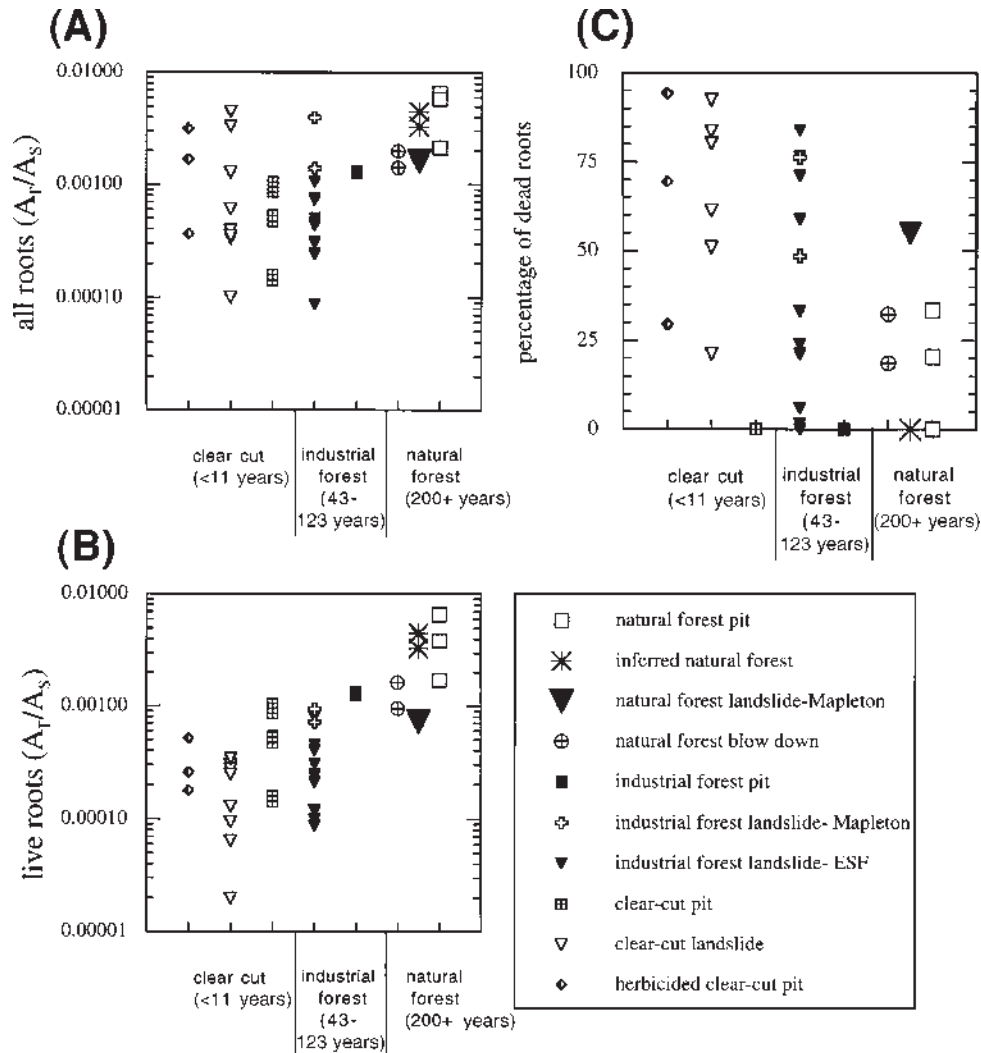 (A)
0.01000
0.00100
0.00010
0.00001
all roots (Ar/As)
clear cut
(<11 years)
industrial
forest
(43-
123 years)
natural
forest
(200+ years)
(C)
100
75
50
25
0
percentage of dead roots
clear cut
(<11 years)
industrial
forest
(43-
123 years)
natural
forest
(200+ years)
(B)
0.01000
0.00100
0.00010
0.00001
live roots (Ar/As)
clear cut
(<11 years)
industrial
forest
(43-
123 years)
natural
forest
(200+ years)
natural forest pit
inferred natural forest
natural forest landslide-Mapleton
natural forest blow down
industrial forest pit
industrial forest landslide- Mapleton
industrial forest landslide- ESF
clear-cut pit
clear-cut landslide
herbicided clear-cut pit